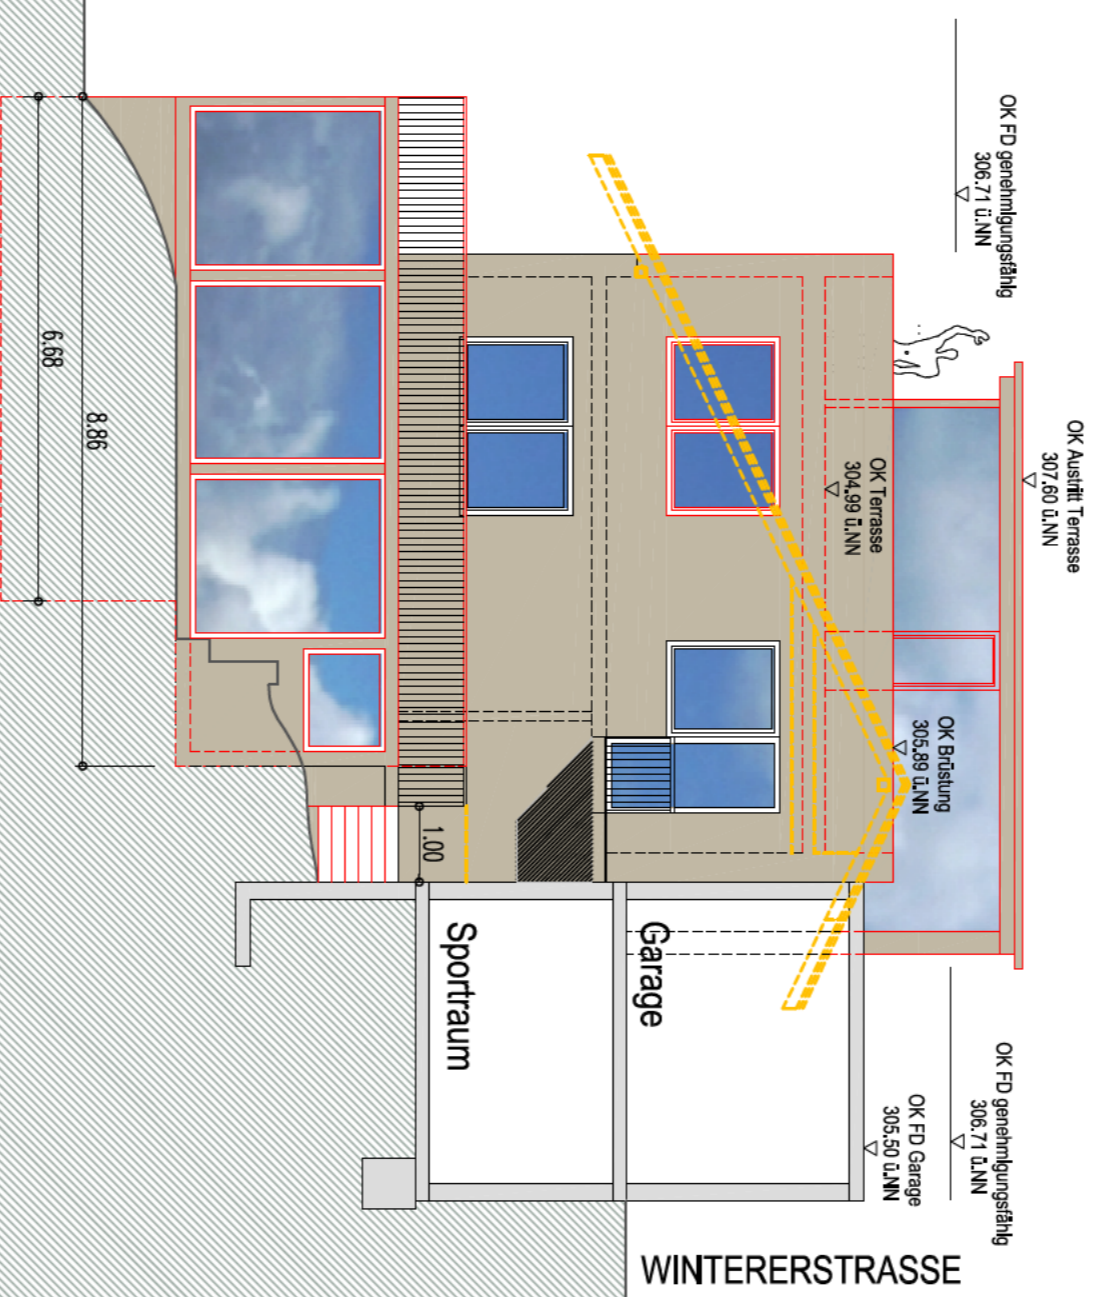 OK FD genehmigungsfähig
306.71 ü.NN
OK Austritt Terrasse
307.60 ü.NN
OK Terrasse
304.99 ü.NN
OK Brüstung
305.89 ü.NN
OK FD genehmigungsfähig
306.71 ü.NN
OK FD Garage
305.50 ü.NN
6.68
8.86
1.00
Garage
Sportraum
WINTERERSTRASSE